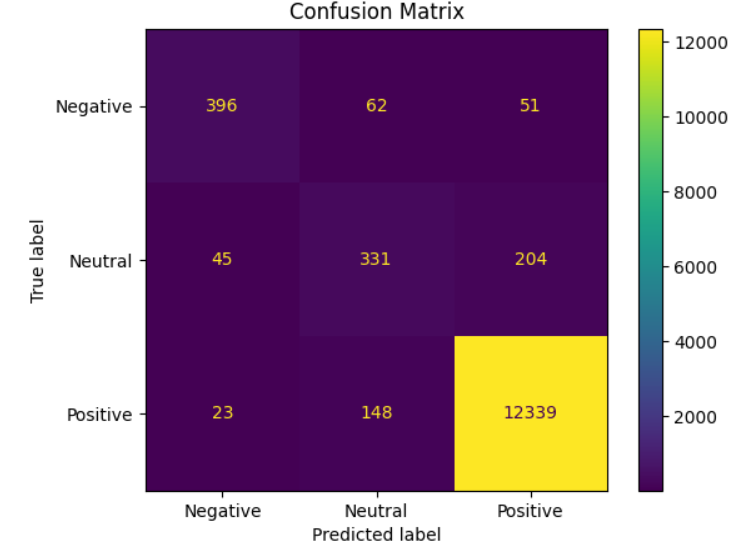 Confusion Matrix
Negative 396 62 51
Neutral 45 331 204
Positive 23 148 12339
Negative Neutral Positive
Predicted label
True label
12000
10000
8000
6000
4000
2000